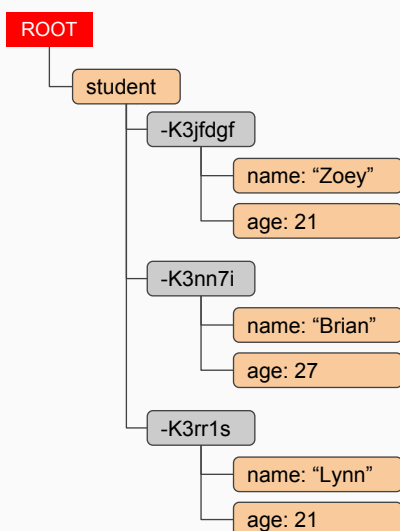 ROOT
student
-K3jfdgf
name: “Zoey”
age: 21
-K3nn7i
name: “Brian”
age: 27
-K3rr1s
name: “Lynn”
age: 21